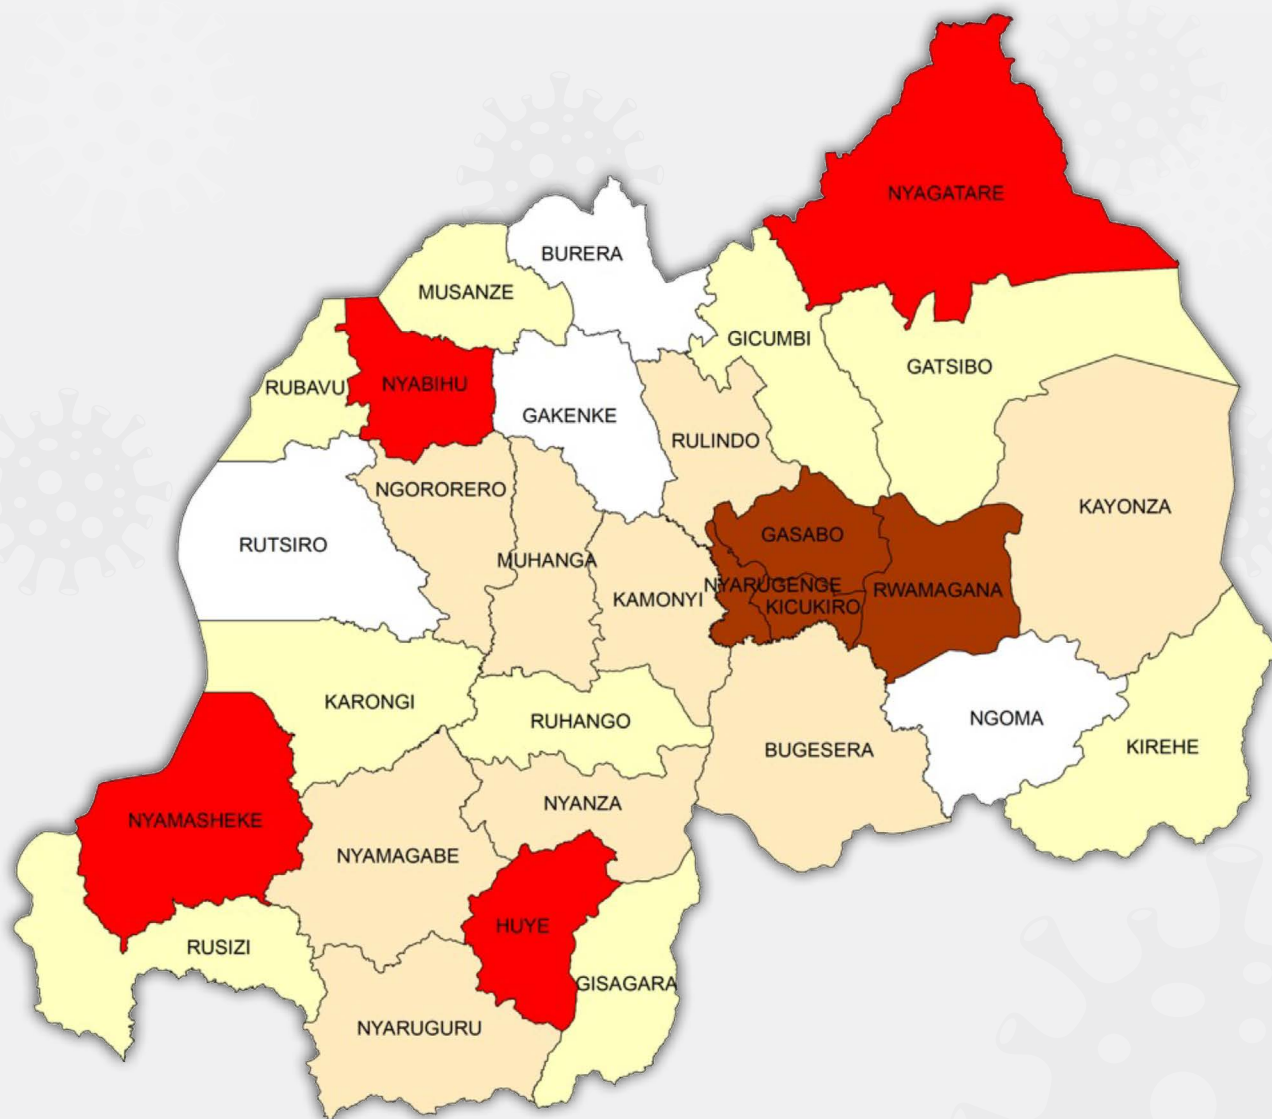 NYAGATARE
BURERA
MUSANZE
GICUMBI
GATSIBO
RUBAVU
NYABIHU
GAKENKE
RULINDO
NGORORERO
KAYONZA
GASABO
RUTSIRO
MUHANGA
NYARUGENGE
RWAMAGANA
KAMONYI
KICUKIRO
KARONGI
RUHANGO
NGOMA
BUGESERA
KIREHE
NYANZA
NYAMASHEKE
NYAMAGABE
HUYE
RUSIZI
GISAGARA
NYARUGURU